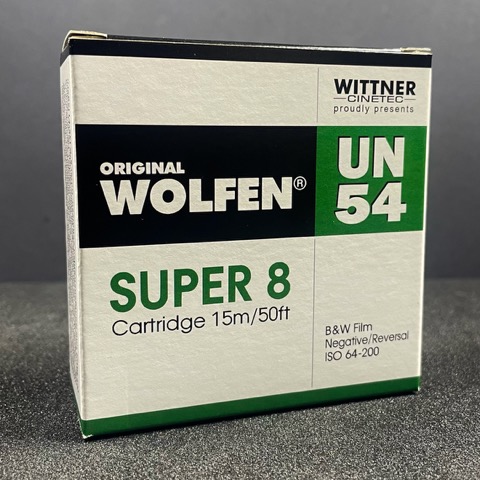 WITTNER
CINETEC
proudly presents
ORIGINAL
WOLFEN®
UN
54
SUPER 8
Cartridge 15m/50ft
B&W Film
Negative/Reversal
ISO 64-200